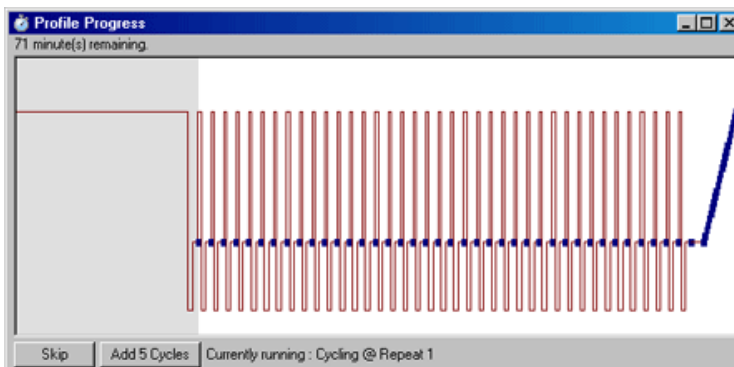 Profile Progress
71 minute(s) remaining.
Skip Add 5 Cycles Currently running : Cycling @ Repeat 1